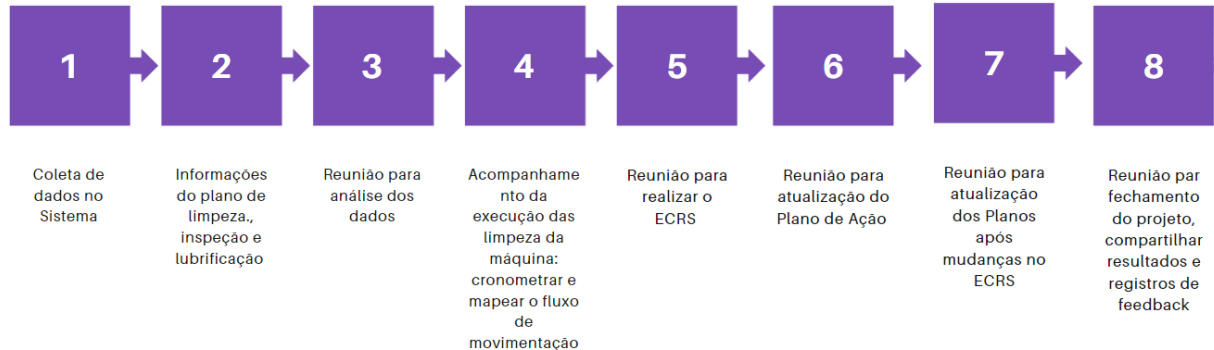 1
2
3
4
5
6
7
8
Coleta de
dados no
Sistema
Informações
do plano de
limpeza.,
inspeção e
lubrificação
Reunião para
análise dos
dados
Acompanhame
nto da
execução das
limpeza da
máquina:
cronometrar e
mapear o fluxo
de
movimentação
Reunião para
realizar o
ECRS
Reunião para
atualização do
Plano de Ação
Reunião para
atualização
dos Planos
após
mudanças no
ECRS
Reunião par
fechamento
do projeto,
compartilhar
resultados e
registros de
feedback